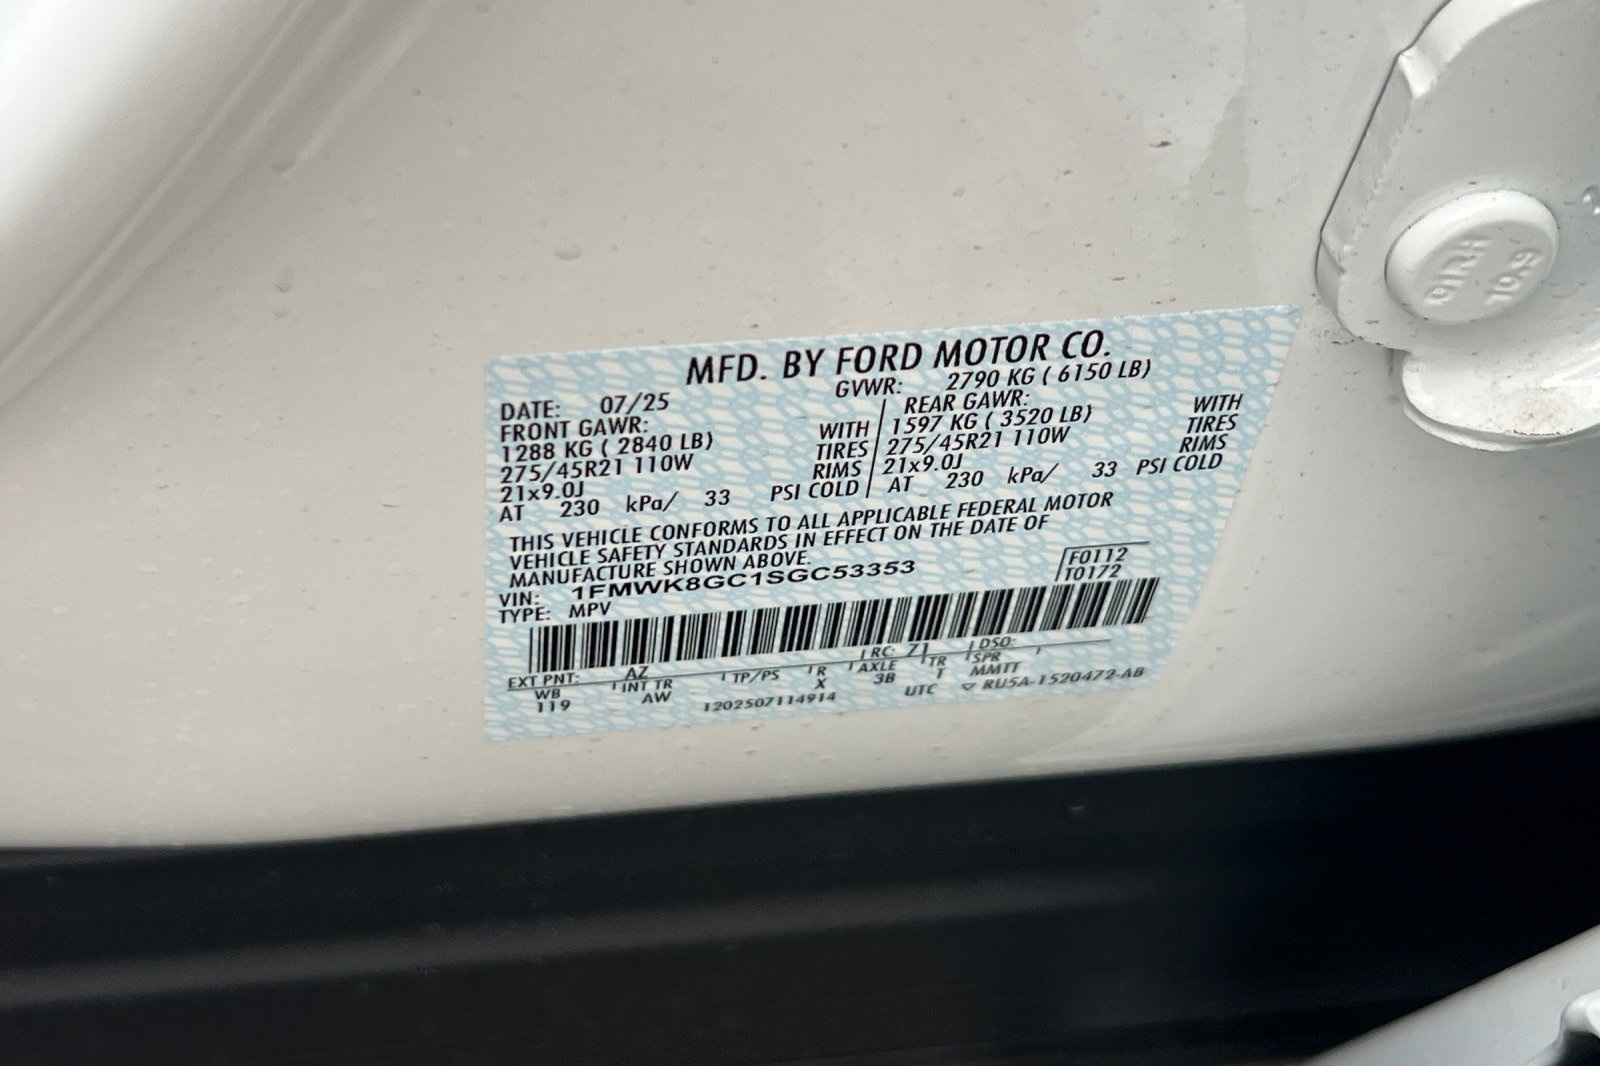 MFD. BY FORD MOTOR CO.
DATE: 07/25 GVWR: 2790 KG ( 6150 LB)
FRONT GAWR: REAR GAWR:
1288 KG ( 2840 LB) WITH 1597 KG ( 3520 LB) WITH
275/45R21 110W TIRES 275/45R21 110W TIRES
21x9.0J RIMS 21x9.0J RIMS
AT 230 kPa/ 33 PSI COLD AT 230 kPa/ 33 PSI COLD
THIS VEHICLE CONFORMS TO ALL APPLICABLE FEDERAL MOTOR
VEHICLE SAFETY STANDARDS IN EFFECT ON THE DATE OF
MANUFACTURE SHOWN ABOVE.
VIN: 1FMWK8GC1SGC53353 F0112
TYPE: MPV T0172
EXT PNT: AZ RC: 71 DSO:
WB INT TR TP/PS R AXLE TR SPR
119 AW X 3B T MMTT
1202507114914 UTC RU5A-1520472-AB